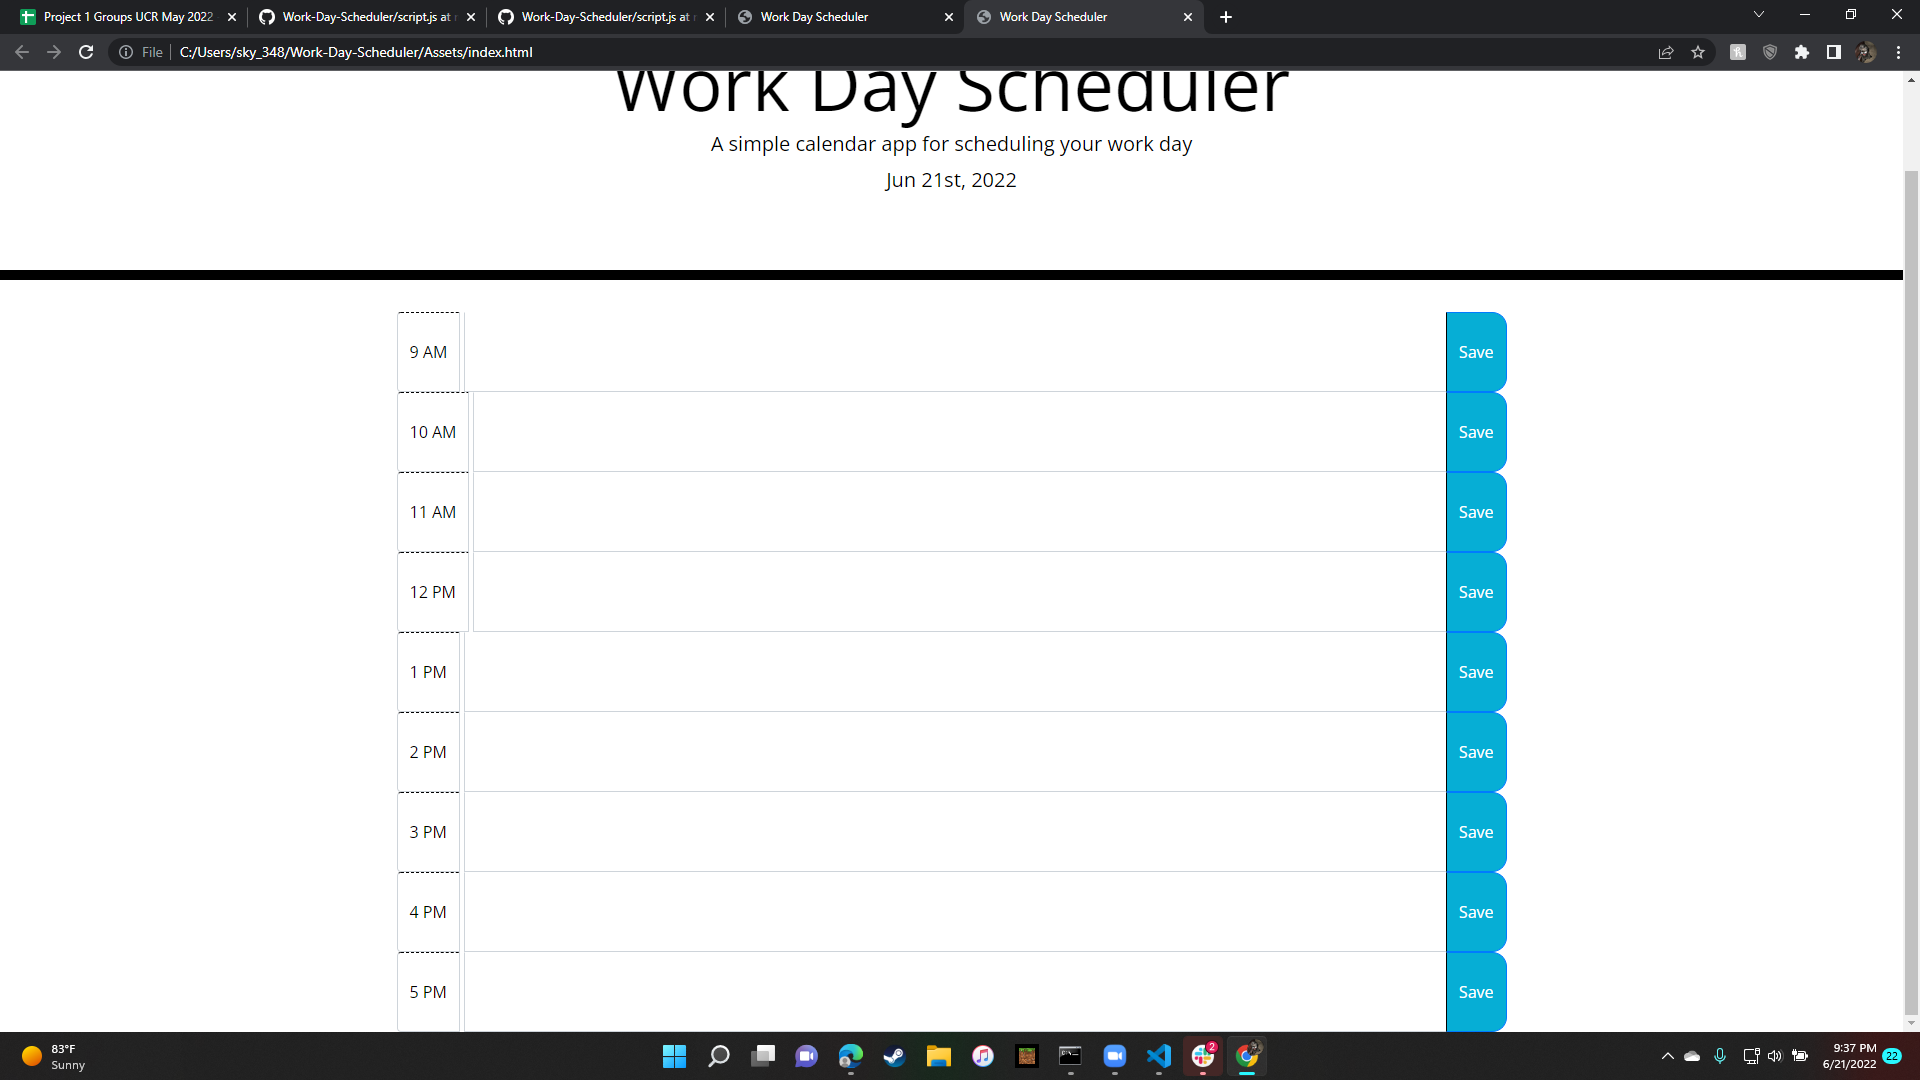 Project 1 Groups UCR May 2022
Work-Day-Scheduler/script.js at
Work-Day-Scheduler/script.js at
Work Day Scheduler
Work Day Scheduler
File
C:/Users/sky_348/Work-Day-Scheduler/Assets/index.html
Work Day Scheduler
A simple calendar app for scheduling your work day
Jun 21st, 2022
9 AM
Save
10 AM
Save
11 AM
Save
12 PM
Save
1 PM
Save
2 PM
Save
3 PM
Save
4 PM
Save
5 PM
Save
83°F
Sunny
2
9:37 PM
6/21/2022
22